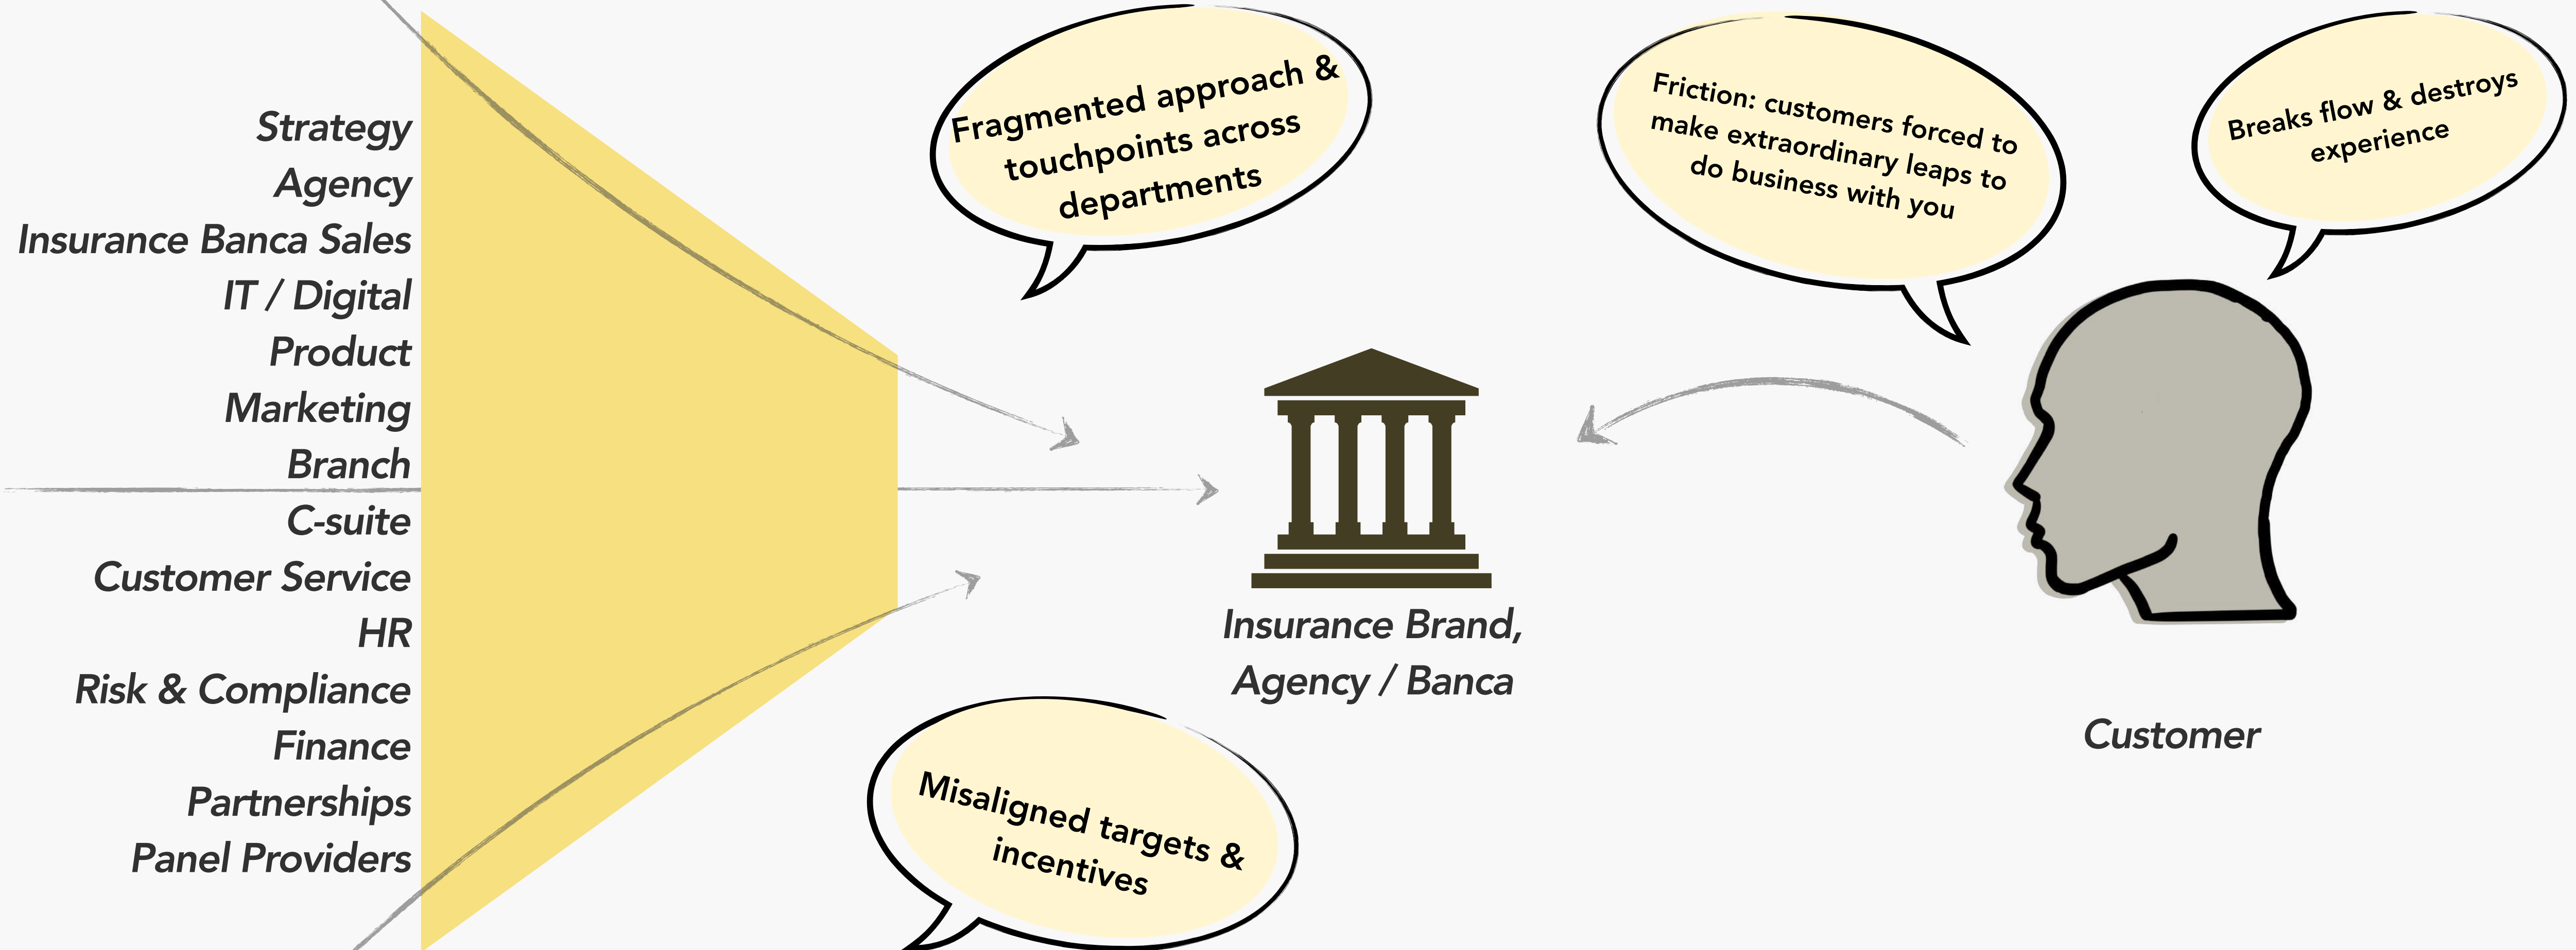 Strategy
Agency
Insurance Banca Sales
IT / Digital
Product
Marketing
Branch
C-suite
Customer Service
HR
Risk & Compliance
Finance
Partnerships
Panel Providers
Fragmented approach &
touchpoints across
departments
Misaligned targets &
incentives
Insurance Brand,
Agency / Banca
Friction: customers forced to
make extraordinary leaps to
do business with you
Breaks flow & destroys
experience
Customer